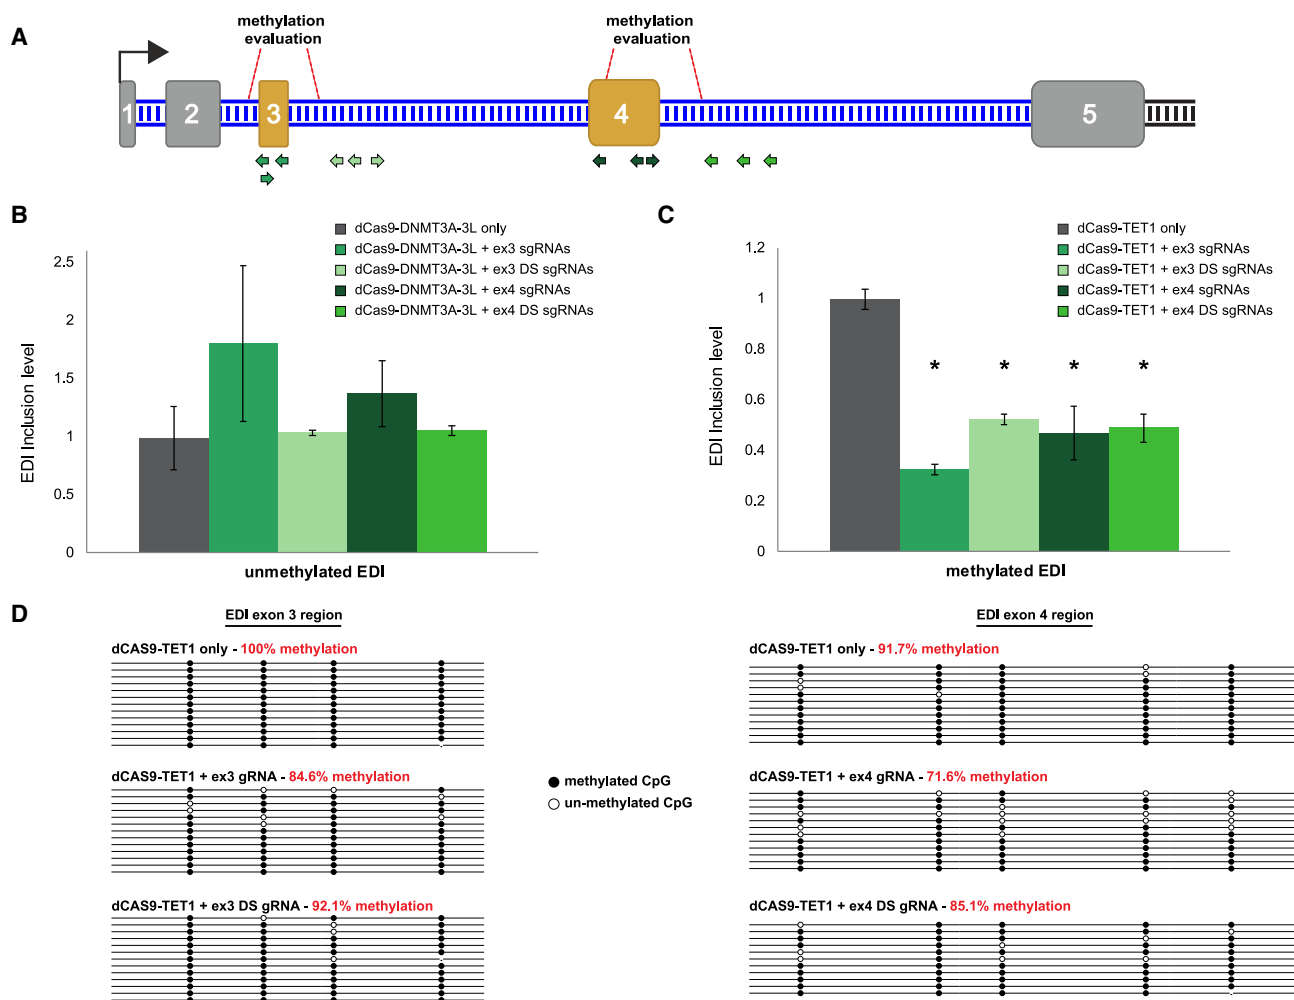 A
methylation
evaluation
methylation
evaluation
1
2
3
4
5
B
dCas9-DNMT3A-3L only
dCas9-DNMT3A-3L + ex3 sgRNAs
dCas9-DNMT3A-3L + ex3 DS sgRNAs
dCas9-DNMT3A-3L + ex4 sgRNAs
dCas9-DNMT3A-3L + ex4 DS sgRNAs
EDI Inclusion level
2.5
2
1.5
1
0.5
0
unmethylated EDI
C
dCas9-TET1 only
dCas9-TET1 + ex3 sgRNAs
dCas9-TET1 + ex3 DS sgRNAs
dCas9-TET1 + ex4 sgRNAs
dCas9-TET1 + ex4 DS sgRNAs
EDI Inclusion level
1.2
1
0.8
0.6
0.4
0.2
0
* * * *
methylated EDI
D
EDI exon 3 region
dCAS9-TET1 only - 100% methylation
dCAS9-TET1 + ex3 gRNA - 84.6% methylation
dCAS9-TET1 + ex3 DS gRNA - 92.1% methylation
methylated CpG
un-methylated CpG
EDI exon 4 region
dCAS9-TET1 only - 91.7% methylation
dCAS9-TET1 + ex4 gRNA - 71.6% methylation
dCAS9-TET1 + ex4 DS gRNA - 85.1% methylation